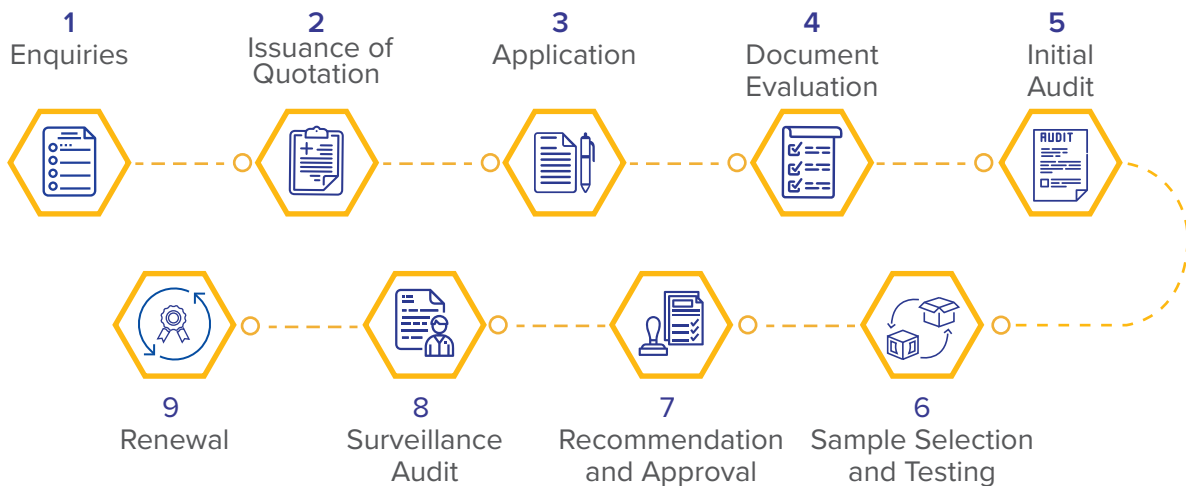 1
Enquiries
2
Issuance of
Quotation
3
Application
4
Document
Evaluation
5
Initial
Audit
AUDIT
6
Sample Selection
and Testing
7
Recommendation
and Approval
8
Surveillance
Audit
9
Renewal